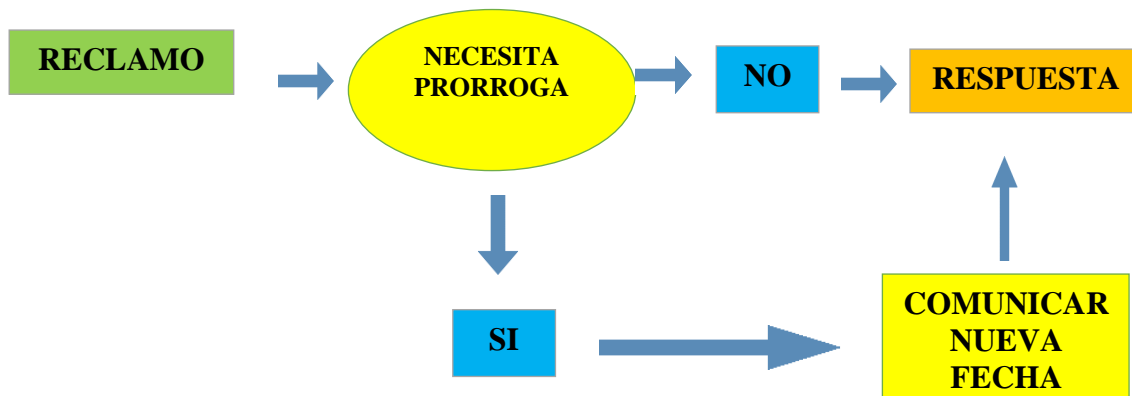 RECLAMO
NECESITA
PRORROGA
NO
RESPUESTA
SI
COMUNICAR
NUEVA
FECHA